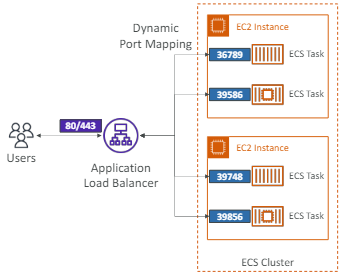 Dynamic
Port Mapping
EC2 Instance
36789
ECS Task
39586
ECS Task
80/443
Users
Application
Load Balancer
EC2 Instance
39748
ECS Task
39856
ECS Task
ECS Cluster